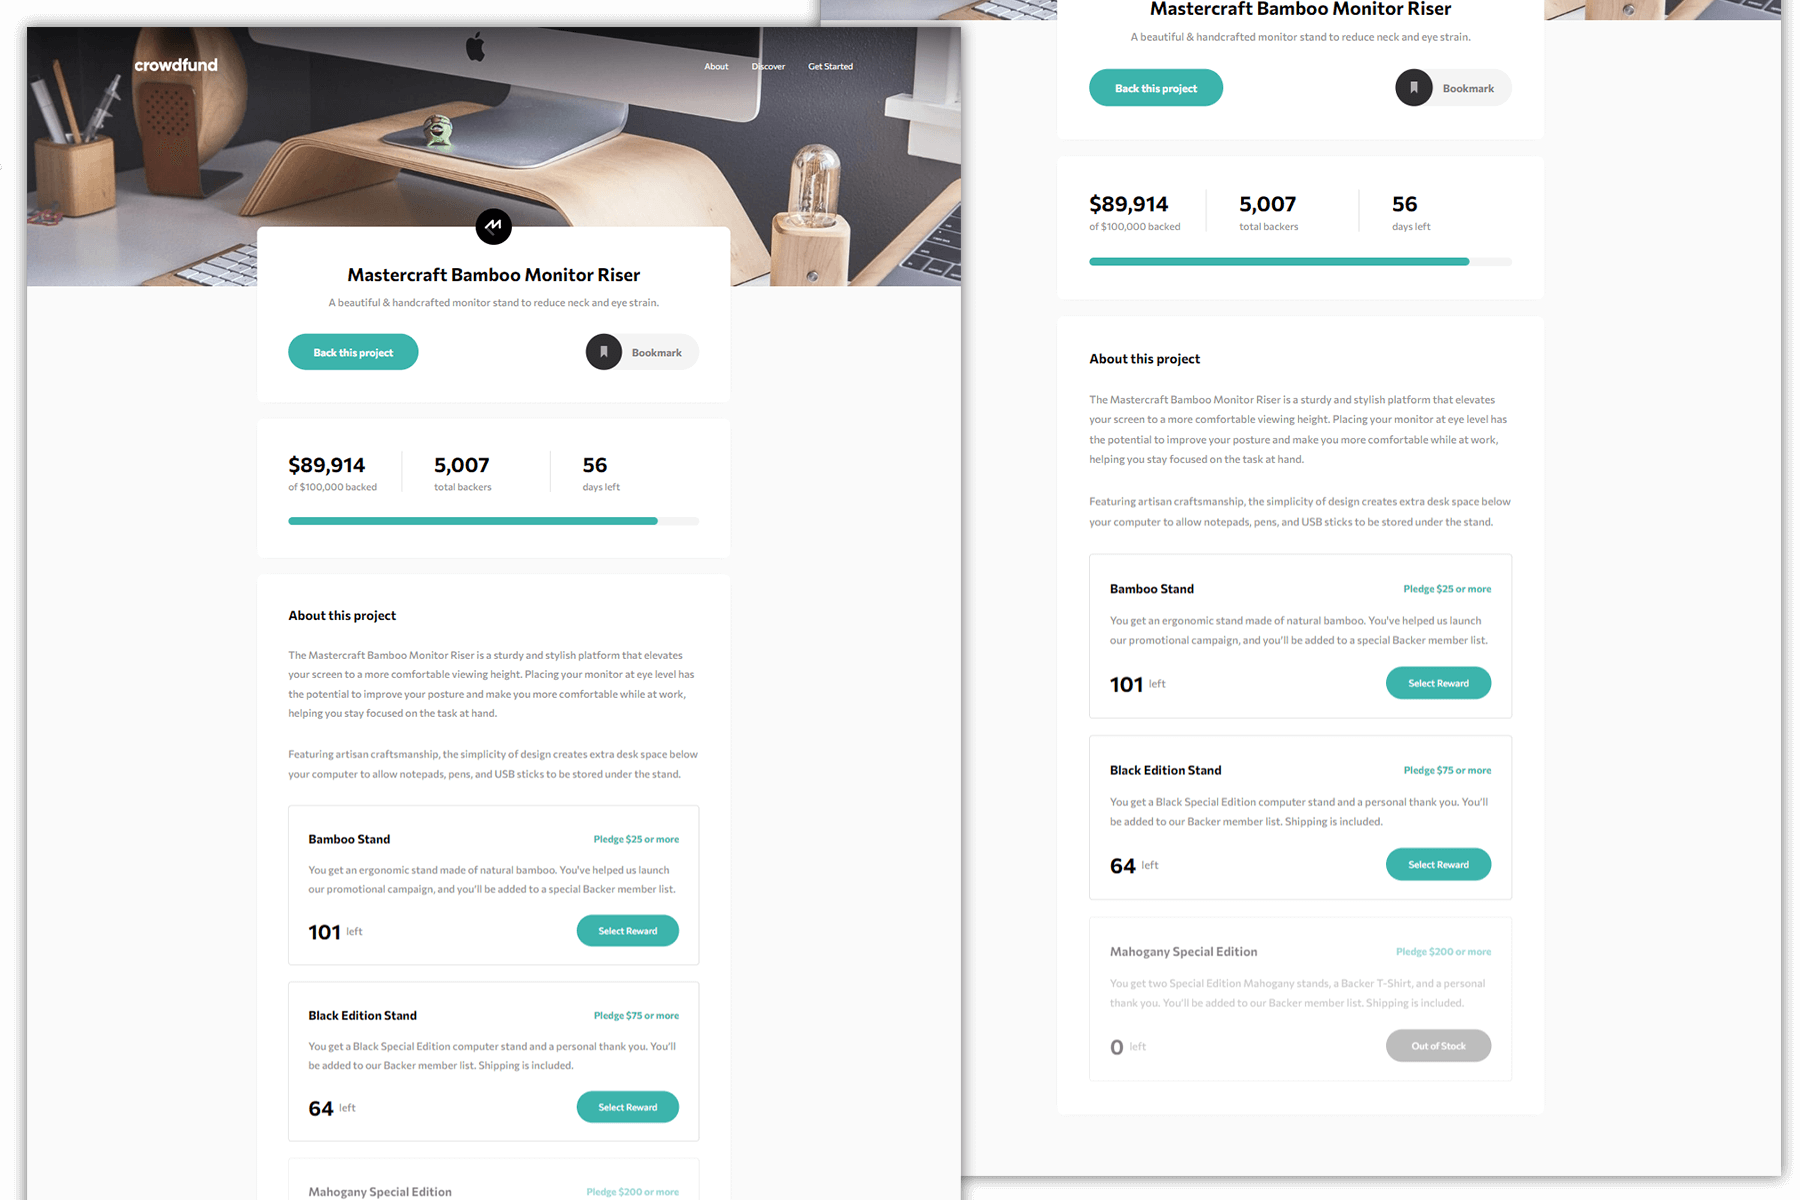 crowdfund
About
Discover
Get Started
Mastercraft Bamboo Monitor Riser
A beautiful & handcrafted monitor stand to reduce neck and eye strain.
Back this project
Bookmark
$89,914
of $100,000 backed
5,007
total backers
56
days left
About this project
The Mastercraft Bamboo Monitor Riser is a sturdy and stylish platform that elevates
your screen to a more comfortable viewing height. Placing your monitor at eye level has
the potential to improve your posture and make you more comfortable while at work,
helping you stay focused on the task at hand.
Featuring artisan craftsmanship, the simplicity of design creates extra desk space below
your computer to allow notepads, pens, and USB sticks to be stored under the stand.
Bamboo Stand
Pledge $25 or more
You get an ergonomic stand made of natural bamboo. You've helped us launch
our promotional campaign, and you'll be added to a special Backer member list.
101 left
Select Reward
Black Edition Stand
Pledge $75 or more
You get a Black Special Edition computer stand and a personal thank you. You'll
be added to our Backer member list. Shipping is included.
64 left
Select Reward
Mahogany Special Edition
Pledge $200 or more
Mastercraft Bamboo Monitor Riser
A beautiful & handcrafted monitor stand to reduce neck and eye strain.
Back this project
Bookmark
$89,914
of $100,000 backed
5,007
total backers
56
days left
About this project
The Mastercraft Bamboo Monitor Riser is a sturdy and stylish platform that elevates
your screen to a more comfortable viewing height. Placing your monitor at eye level has
the potential to improve your posture and make you more comfortable while at work,
helping you stay focused on the task at hand.
Featuring artisan craftsmanship, the simplicity of design creates extra desk space below
your computer to allow notepads, pens, and USB sticks to be stored under the stand.
Bamboo Stand
Pledge $25 or more
You get an ergonomic stand made of natural bamboo. You've helped us launch
our promotional campaign, and you'll be added to a special Backer member list.
101 left
Select Reward
Black Edition Stand
Pledge $75 or more
You get a Black Special Edition computer stand and a personal thank you. You'll
be added to our Backer member list. Shipping is included.
64 left
Select Reward
Mahogany Special Edition
Pledge $200 or more
You get two Special Edition Mahogany stands, a Backer T-Shirt, and a personal
thank you. You'll be added to our Backer member list. Shipping is included.
0 left
Out of Stock